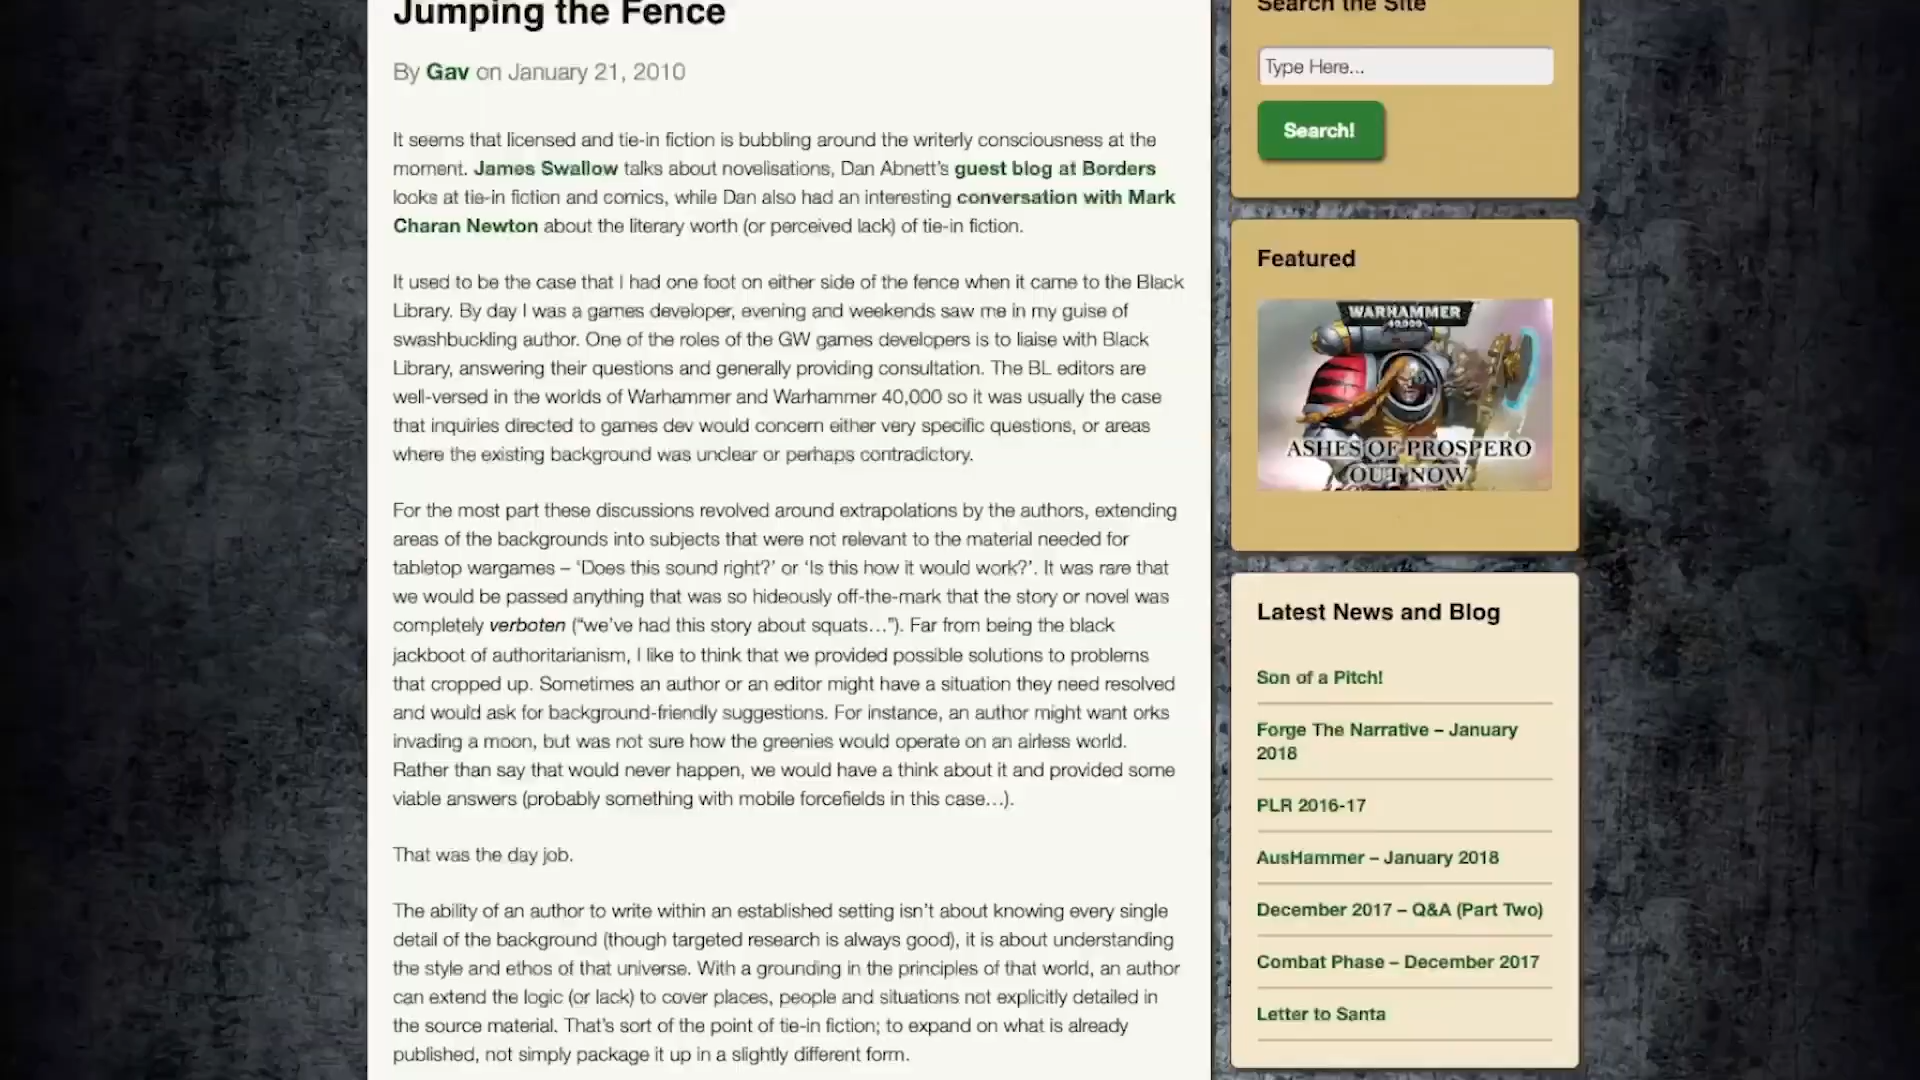 Jumping the Fence
By Gav on January 21, 2010
It seems that licensed and tie-in fiction is bubbling around the writerly consciousness at the
moment. James Swallow talks about novelisations, Dan Abnett's guest blog at Borders
looks at tie-in fiction and comics, while Dan also had an interesting conversation with Mark
Charan Newton about the literary worth (or perceived lack) of tie-in fiction.
It used to be the case that I had one foot on either side of the fence when it came to the Black
Library. By day I was a games developer, evening and weekends saw me in my guise of
swashbuckling author. One of the roles of the GW games developers is to liaise with Black
Library, answering their questions and generally providing consultation. The BL editors are
well-versed in the worlds of Warhammer and Warhammer 40,000 so it was usually the case
that inquiries directed to games dev would concern either very specific questions, or areas
where the existing background was unclear or perhaps contradictory.
For the most part these discussions revolved around extrapolations by the authors, extending
areas of the backgrounds into subjects that were not relevant to the material needed for
tabletop wargames – 'Does this sound right?' or 'Is this how it would work?'. It was rare that
we would be passed anything that was so hideously off-the-mark that the story or novel was
completely verboten ("we've had this story about squats…"). Far from being the black
jackboot of authoritarianism, I like to think that we provided possible solutions to problems
that cropped up. Sometimes an author or an editor might have a situation they need resolved
and would ask for background-friendly suggestions. For instance, an author might want orks
invading a moon, but was not sure how the greenies would operate on an airless world.
Rather than say that would never happen, we would have a think about it and provided some
viable answers (probably something with mobile forcefields in this case…).
That was the day job.
The ability of an author to write within an established setting isn't about knowing every single
detail of the background (though targeted research is always good), it is about understanding
the style and ethos of that universe. With a grounding in the principles of that world, an author
can extend the logic (or lack) to cover places, people and situations not explicitly detailed in
the source material. That's sort of the point of tie-in fiction; to expand on what is already
published, not simply package it up in a slightly different form.
Search the Site
Type Here...
Search!
Featured
WARHAMMER
40,000
ASHES OF PROSPERO
OUT NOW
Latest News and Blog
Son of a Pitch!
Forge The Narrative – January
2018
PLR 2016-17
AusHammer – January 2018
December 2017 – Q&A (Part Two)
Combat Phase – December 2017
Letter to Santa